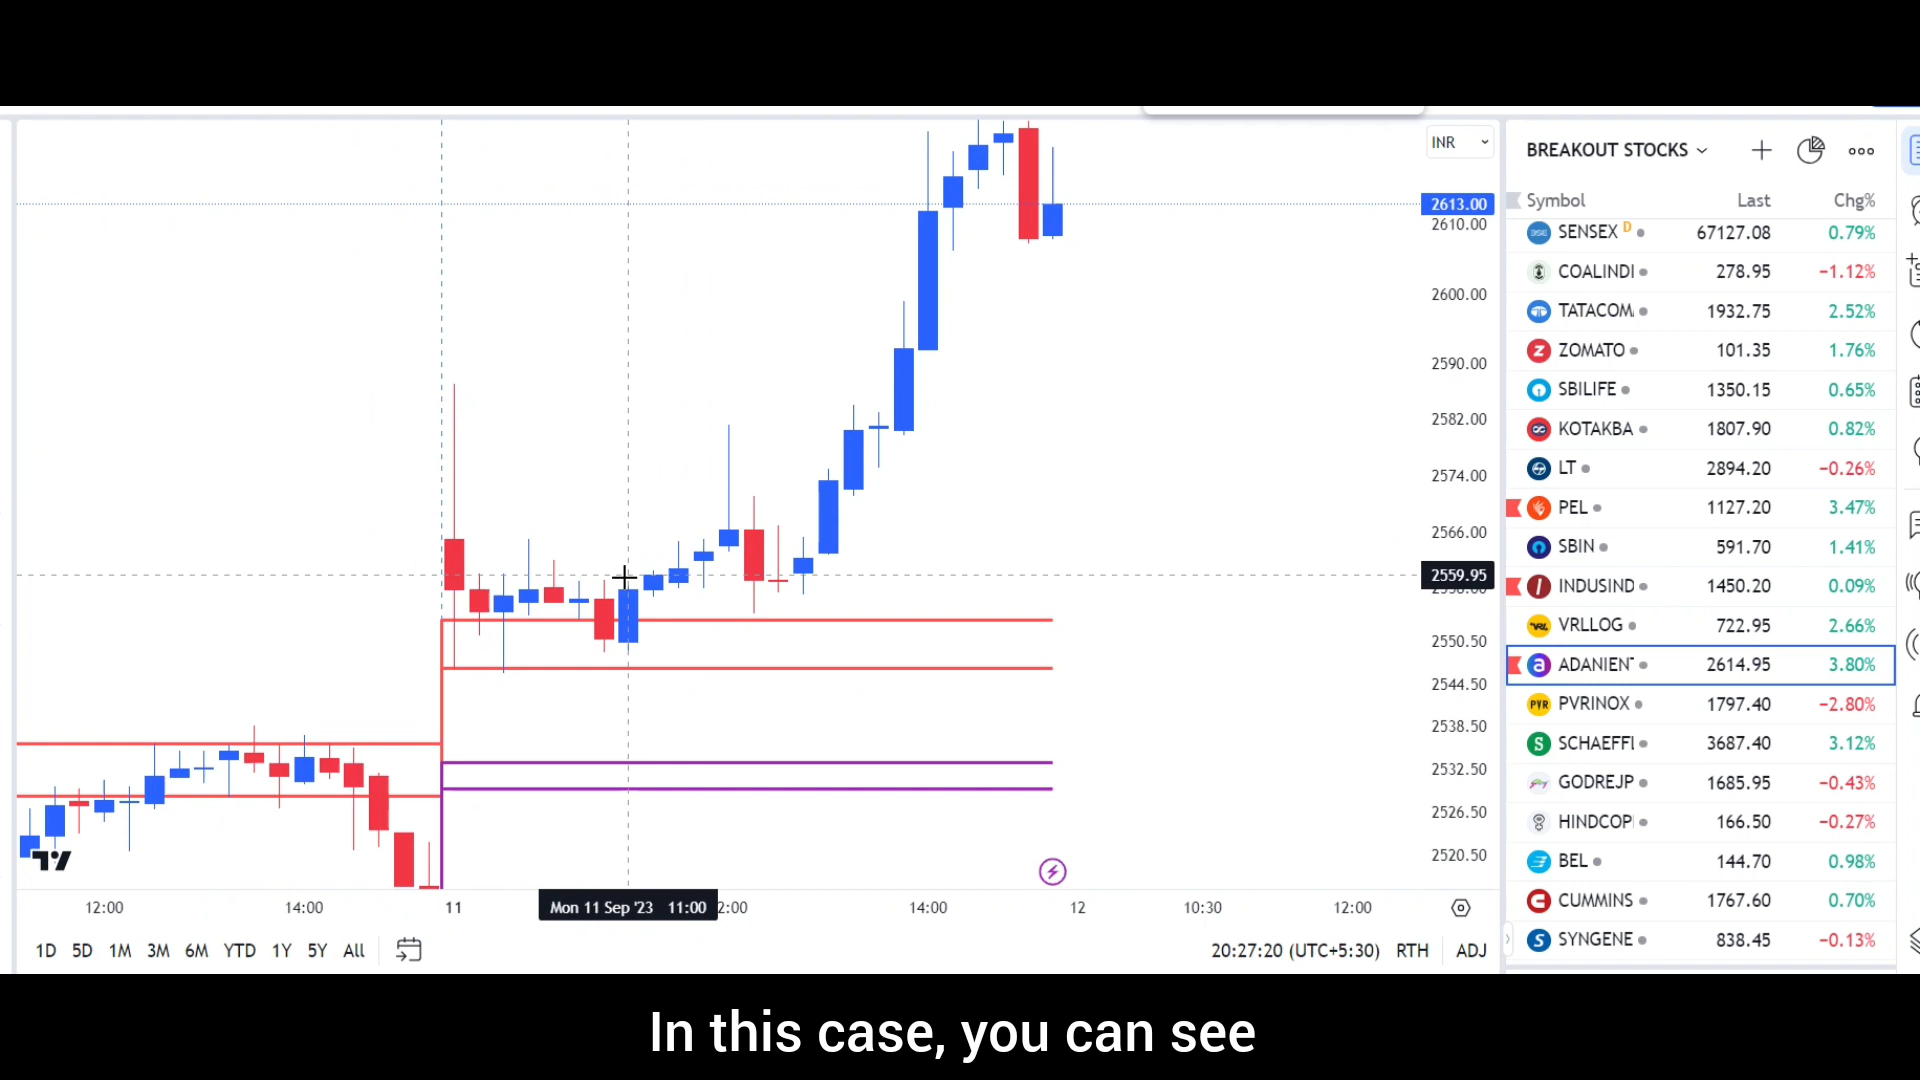 INR
2613.00
2610.00
2600.00
2590.00
2582.00
2574.00
2566.00
2559.95
2550.50
2544.50
2538.50
2532.50
2526.50
2520.50
12:00 14:00 11 Mon 11 Sep '23 11:00 2:00 14:00 12 10:30 12:00
1D 5D 1M 3M 6M YTD 1Y 5Y All 20:27:20 (UTC+5:30) RTH ADJ
BREAKOUT STOCKS
Symbol Last Chg%
SENSEX D 67127.08 0.79%
COALINDI 278.95 −1.12%
TATACOM 1932.75 2.52%
ZOMATO 101.35 1.76%
SBILIFE 1350.15 0.65%
KOTAKBA 1807.90 0.82%
LT 2894.20 −0.26%
PEL 1127.20 3.47%
SBIN 591.70 1.41%
INDUSIND 1450.20 0.09%
VRLLOG 722.95 2.66%
ADANIENT 2614.95 3.80%
PVR PVRINOX 1797.40 −2.80%
SCHAEFFL 3687.40 3.12%
GODREJP 1685.95 −0.43%
HINDCOP 166.50 −0.27%
BEL 144.70 0.98%
CUMMINS 1767.60 0.70%
SYNGENE 838.45 −0.13%
In this case, you can see